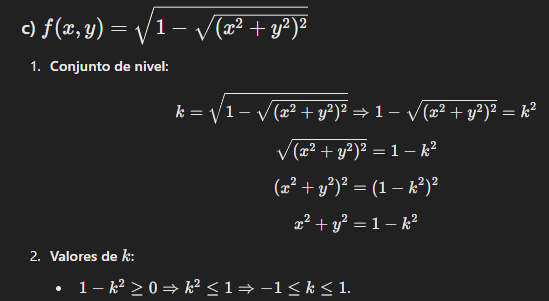 c) f(x, y) = √(1 − √((x² + y²)²))
1. Conjunto de nivel:
k = √(1 − √((x² + y²)²)) ⇒ 1 − √((x² + y²)²) = k²
√((x² + y²)²) = 1 − k²
(x² + y²)² = (1 − k²)²
x² + y² = 1 − k²
2. Valores de k:
• 1 − k² ≥ 0 ⇒ k² ≤ 1 ⇒ −1 ≤ k ≤ 1.